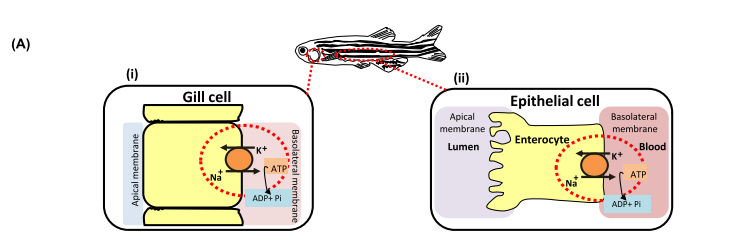 (A)
(i)
Gill cell
Apical membrane
K+
Na+
ATP
ADP+ Pi
Basolateral membrane
(ii)
Epithelial cell
Apical
membrane
Lumen
Enterocyte
Basolateral
membrane
Blood
K+
Na+
ATP
ADP+ Pi